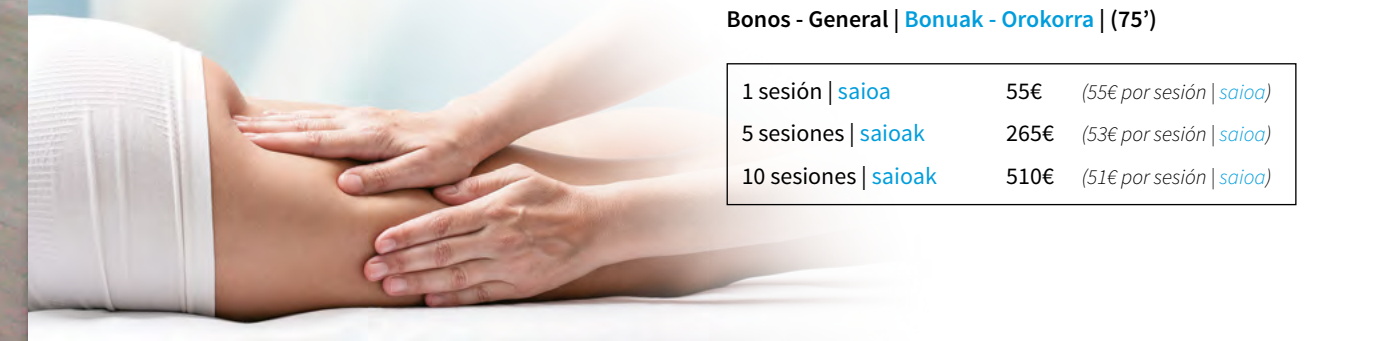 Bonos - General | Bonuak - Orokorra | (75’)
1 sesión | saioa 55€ (55€ por sesión | saioa)
5 sesiones | saioak 265€ (53€ por sesión | saioa)
10 sesiones | saioak 510€ (51€ por sesión | saioa)